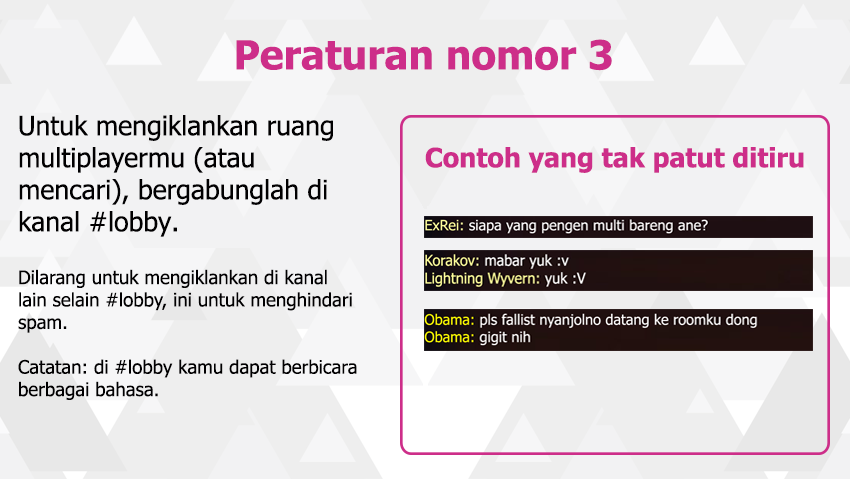 Peraturan nomor 3
Untuk mengiklankan ruang
multiplayermu (atau
mencari), bergabunglah di
kanal #lobby.
Dilarang untuk mengiklankan di kanal
lain selain #lobby, ini untuk menghindari
spam.
Catatan: di #lobby kamu dapat berbicara
berbagai bahasa.
Contoh yang tak patut ditiru
ExRei: siapa yang pengen multi bareng ane?
Korakov: mabar yuk :v
Lightning Wyvern: yuk :V
Obama: pls fallist nyanjolno datang ke roomku dong
Obama: gigit nih